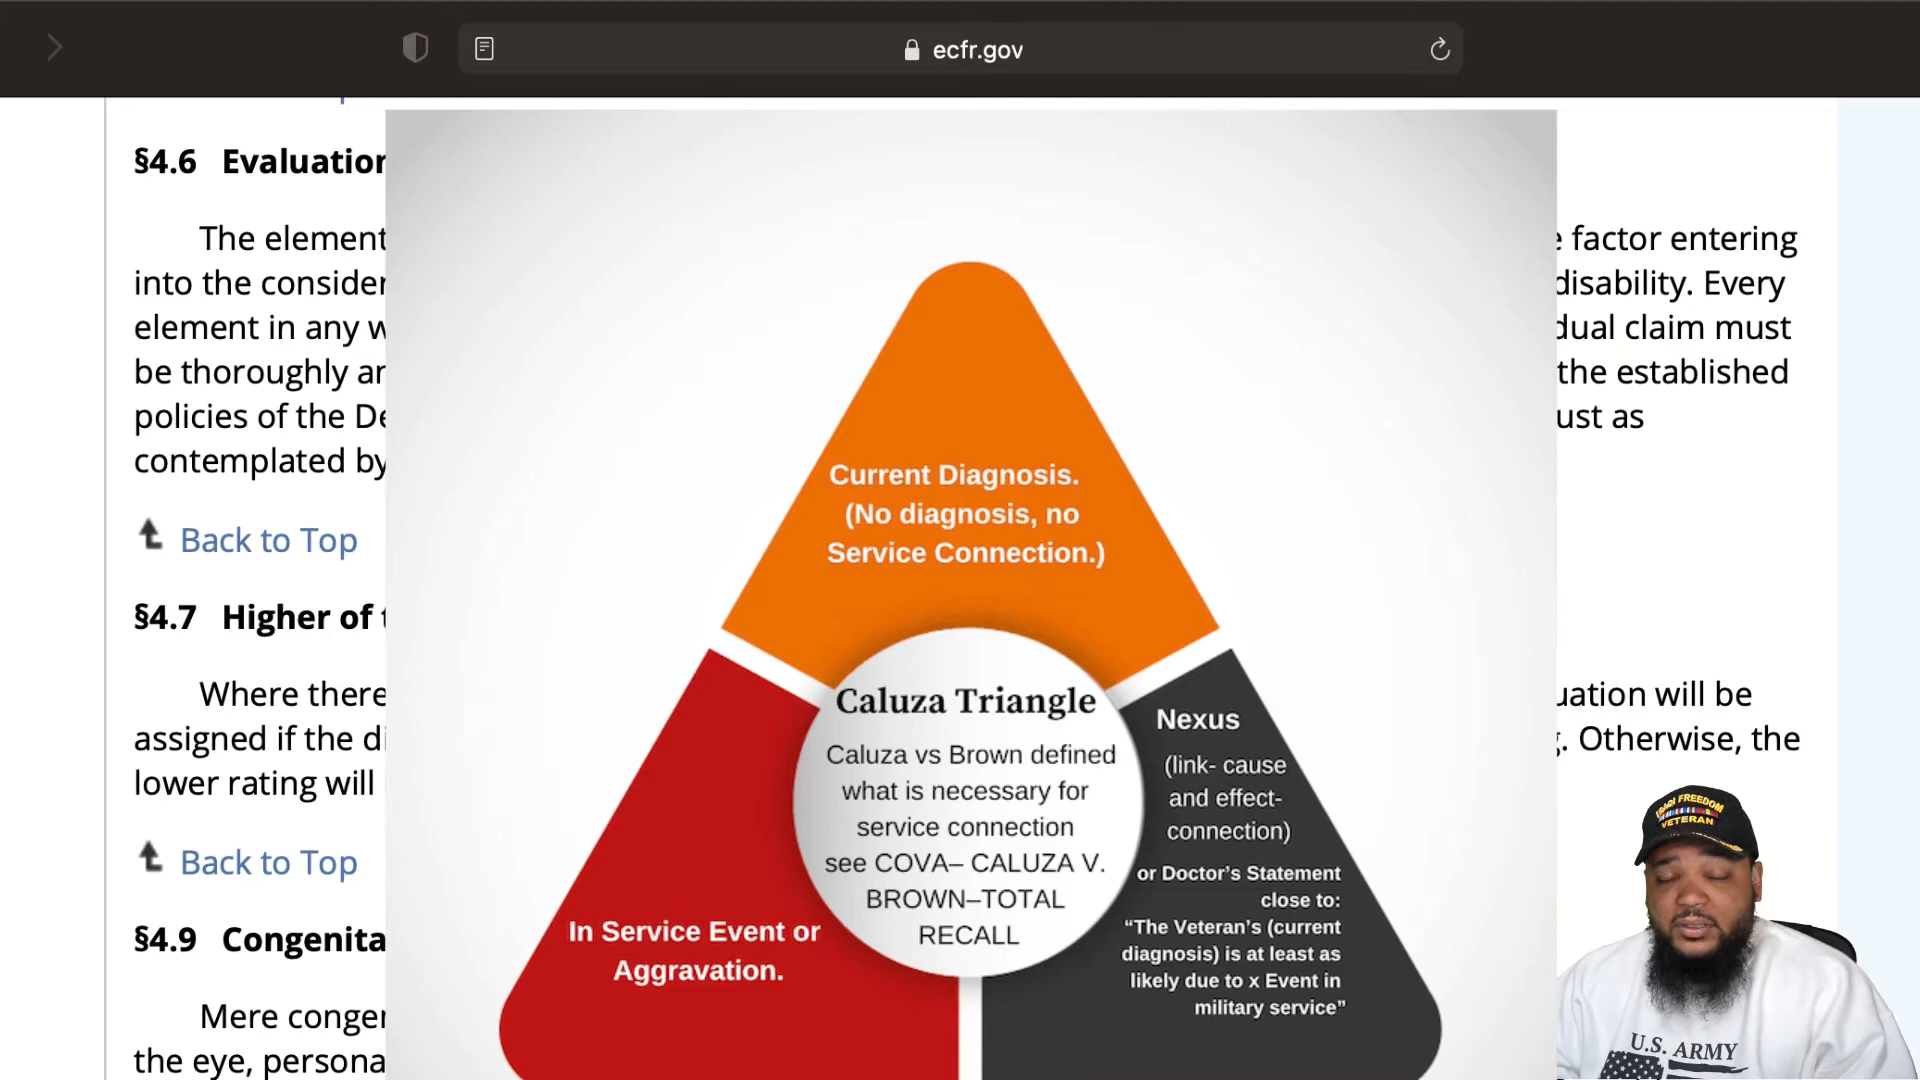 ecfr.gov
§4.6 Evaluation
The element
e factor entering
into the consider
disability. Every
element in any w
dual claim must
be thoroughly an
the established
policies of the De
ust as
contemplated by
Back to Top
§4.7 Higher of t
Where there
uation will be
assigned if the di
g. Otherwise, the
lower rating will
Back to Top
§4.9 Congenita
Mere conger
the eye, persona
Current Diagnosis.
(No diagnosis, no
Service Connection.)
Caluza Triangle
Caluza vs Brown defined
what is necessary for
service connection
see COVA– CALUZA V.
BROWN–TOTAL
RECALL
In Service Event or
Aggravation.
Nexus
(link- cause
and effect-
connection)
or Doctor’s Statement
close to:
“The Veteran’s (current
diagnosis) is at least as
likely due to x Event in
military service”
IRAQI FREEDOM
VETERAN
U.S. ARMY